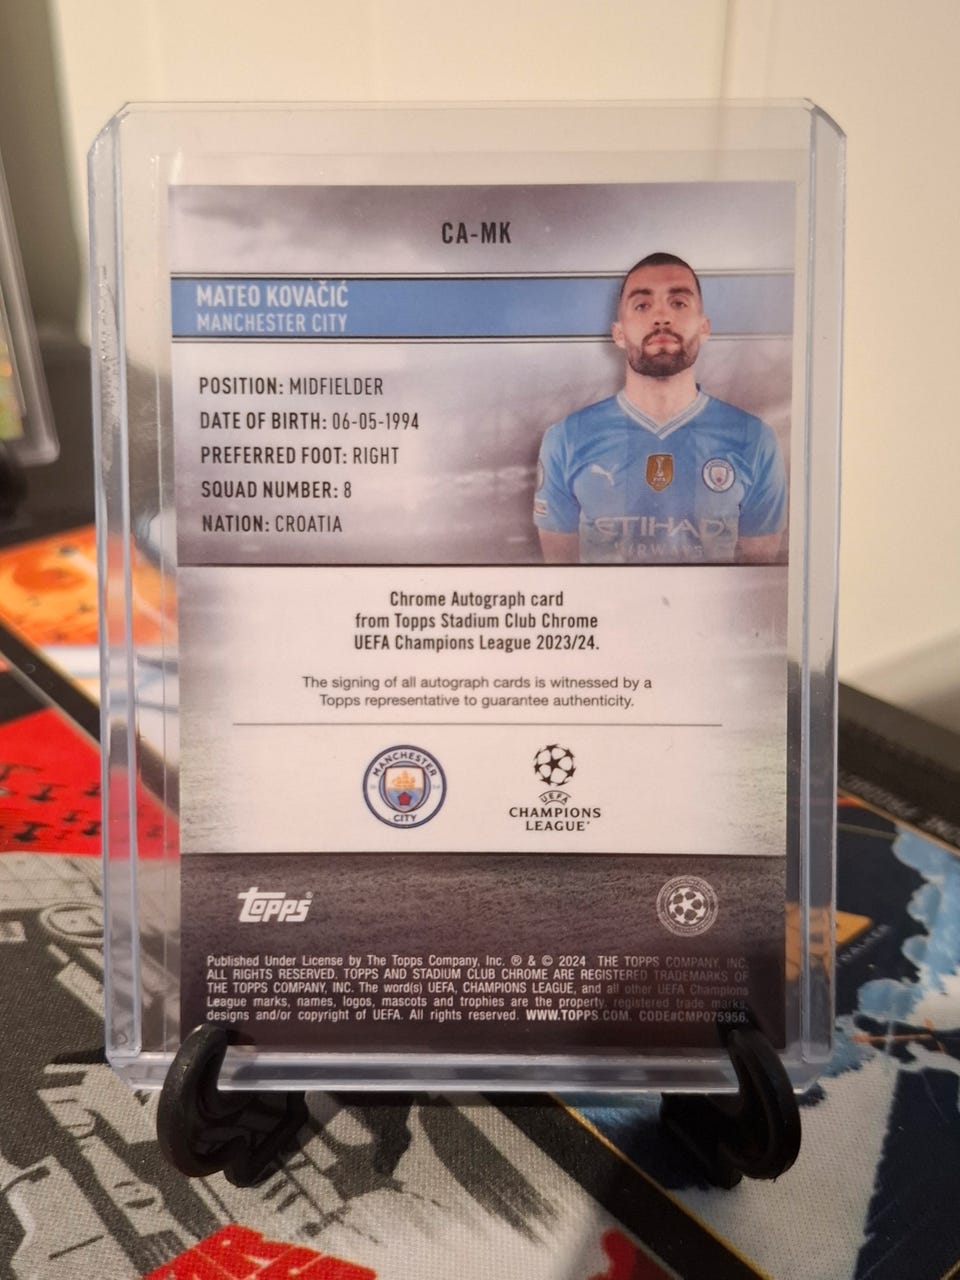 CA-MK
MATEO KOVAČIĆ
MANCHESTER CITY
POSITION: MIDFIELDER
DATE OF BIRTH: 06-05-1994
PREFERRED FOOT: RIGHT
SQUAD NUMBER: 8
NATION: CROATIA
ETIHAD
AIRWAYS
Chrome Autograph card
from Topps Stadium Club Chrome
UEFA Champions League 2023/24.
The signing of all autograph cards is witnessed by a
Topps representative to guarantee authenticity.
MANCHESTER
CITY
UEFA
CHAMPIONS
LEAGUE
Topps
Published Under License by The Topps Company, Inc. ® & © 2024 THE TOPPS COMPANY, INC.
ALL RIGHTS RESERVED. TOPPS AND STADIUM CLUB CHROME ARE REGISTERED TRADEMARKS OF
THE TOPPS COMPANY, INC. The word(s) UEFA, CHAMPIONS LEAGUE, and all other UEFA Champions
League marks, names, logos, mascots and trophies are the property, registered trade marks,
designs and/or copyright of UEFA. All rights reserved. WWW.TOPPS.COM. CODE#CMP075956.